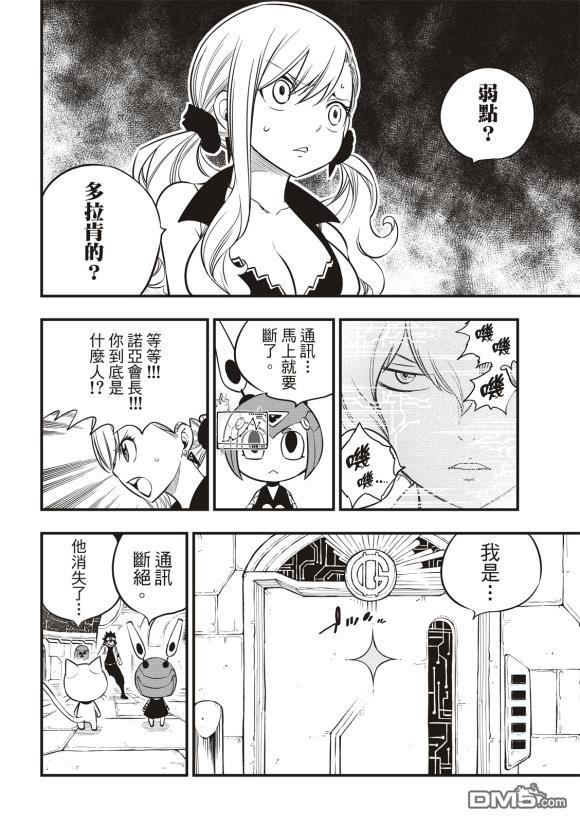 弱點？
多拉肯的？
嘰
嘰
嘰
嘰…
通訊…
馬上就要
斷了。
等等!!!
諾亞會長!!!
你到底是
什麼人!?
我是…
通訊
斷絕。
他消失了…
DM5.com